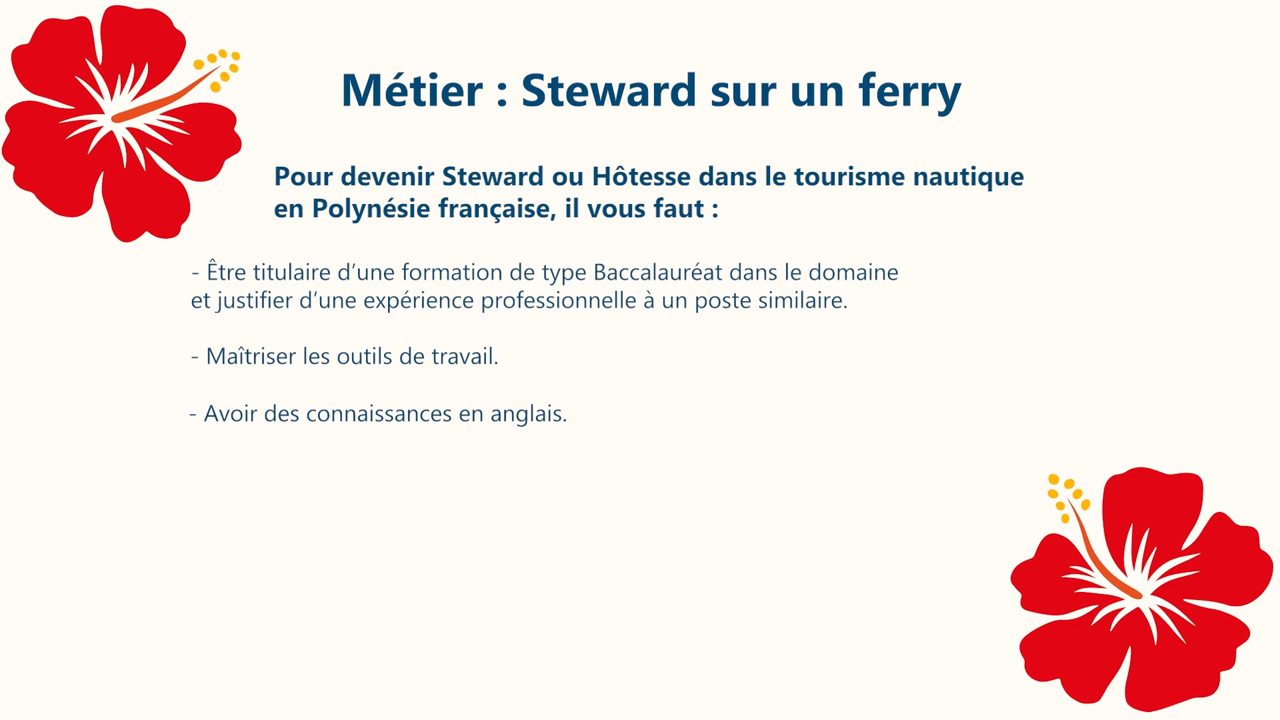 Métier : Steward sur un ferry
Pour devenir Steward ou Hôtesse dans le tourisme nautique
en Polynésie française, il vous faut :
- Être titulaire d’une formation de type Baccalauréat dans le domaine
et justifier d’une expérience professionnelle à un poste similaire.
- Maîtriser les outils de travail.
- Avoir des connaissances en anglais.